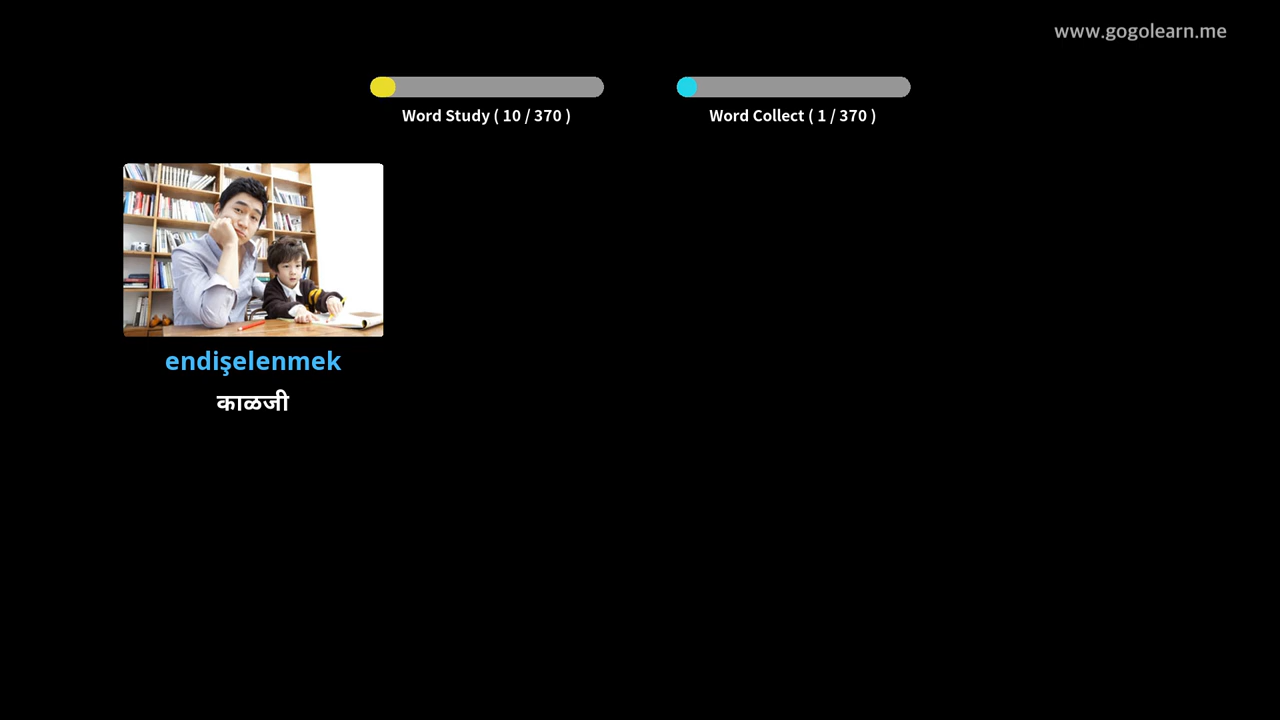 www.gogolearn.me
Word Study ( 10 / 370 )
Word Collect ( 1 / 370 )
endişelenmek
काळजी